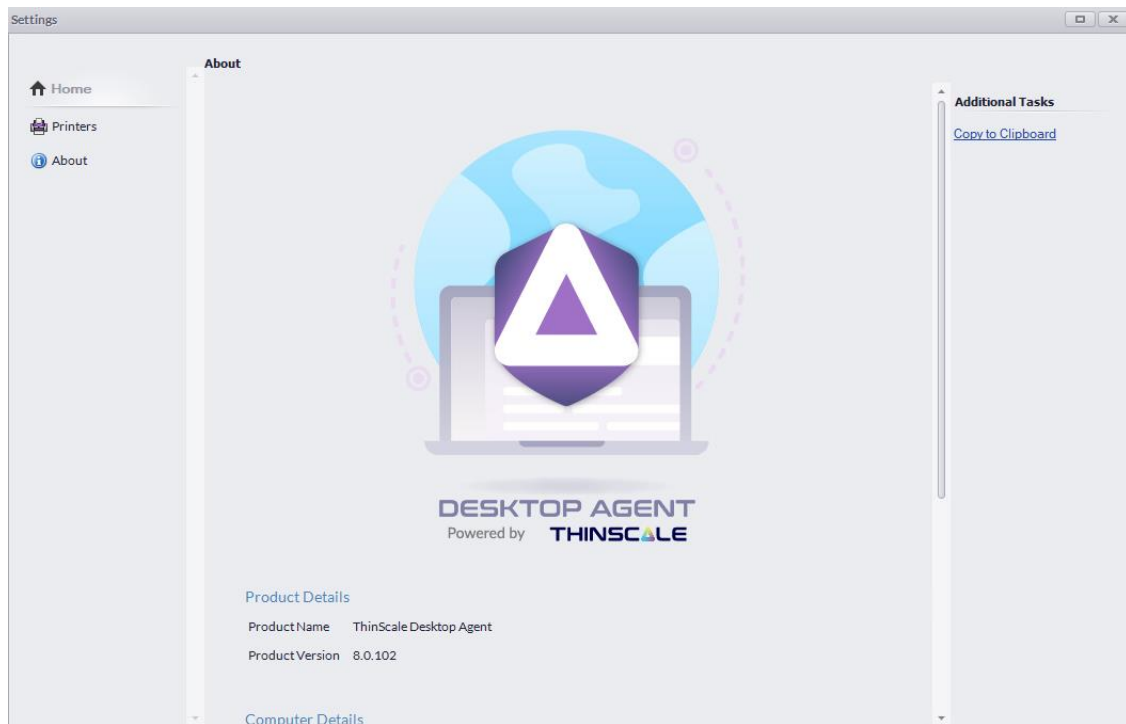 Settings
Home
Printers
About
About
DESKTOP AGENT
Powered by THINSCALE
Product Details
Product Name ThinScale Desktop Agent
Product Version 8.0.102
Computer Details
Additional Tasks
Copy to Clipboard